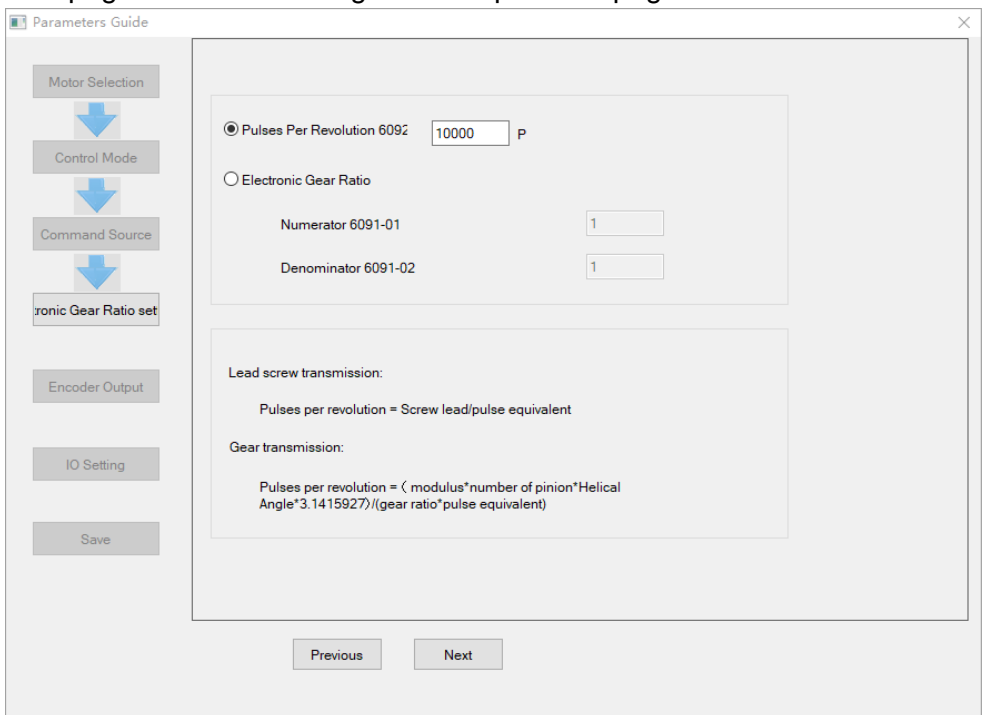 Parameters Guide
Motor Selection
Control Mode
Command Source
tronic Gear Ratio set
Encoder Output
IO Setting
Save
Pulses Per Revolution 6092
10000 P
Electronic Gear Ratio
Numerator 6091-01 1
Denominator 6091-02 1
Lead screw transmission:
Pulses per revolution = Screw lead/pulse equivalent
Gear transmission:
Pulses per revolution =（ modulus*number of pinion*Helical
Angle*3.1415927）/(gear ratio*pulse equivalent)
Previous Next